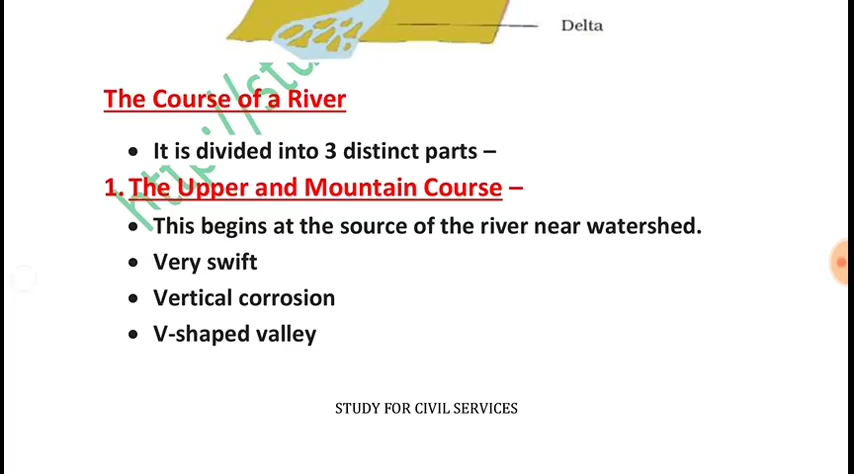 Delta
The Course of a River
• It is divided into 3 distinct parts –
1. The Upper and Mountain Course –
• This begins at the source of the river near watershed.
• Very swift
• Vertical corrosion
• V-shaped valley
STUDY FOR CIVIL SERVICES